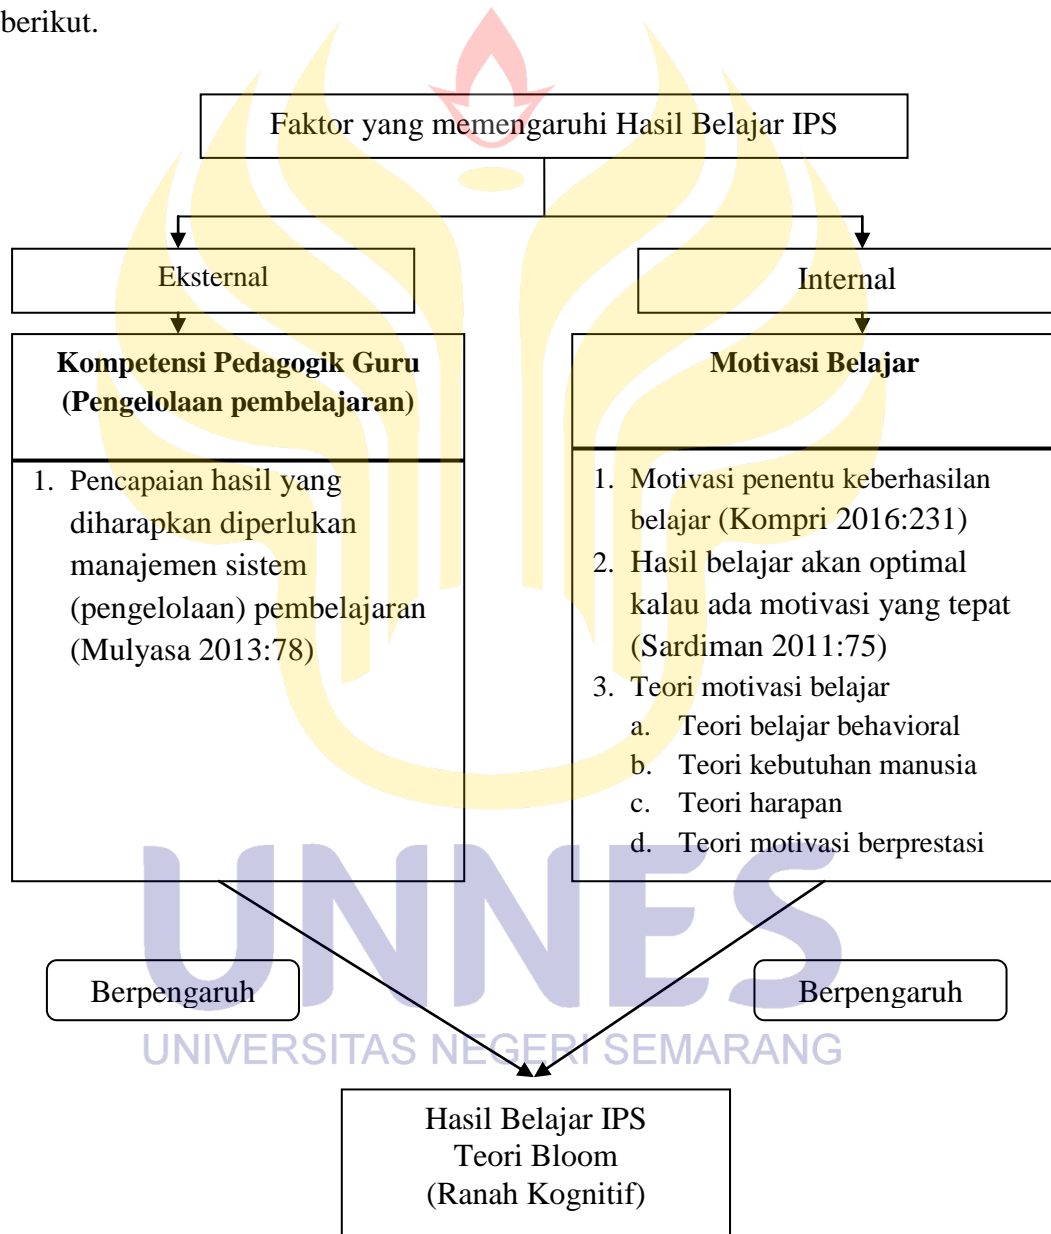 berikut.
Faktor yang memengaruhi Hasil Belajar IPS
Eksternal
Internal
Kompetensi Pedagogik Guru
(Pengelolaan pembelajaran)
1. Pencapaian hasil yang
diharapkan diperlukan
manajemen sistem
(pengelolaan) pembelajaran
(Mulyasa 2013:78)
Motivasi Belajar
1. Motivasi penentu keberhasilan
belajar (Kompri 2016:231)
2. Hasil belajar akan optimal
kalau ada motivasi yang tepat
(Sardiman 2011:75)
3. Teori motivasi belajar
a. Teori belajar behavioral
b. Teori kebutuhan manusia
c. Teori harapan
d. Teori motivasi berprestasi
UNNES
Berpengaruh
Berpengaruh
UNIVERSITAS NEGERI SEMARANG
Hasil Belajar IPS
Teori Bloom
(Ranah Kognitif)